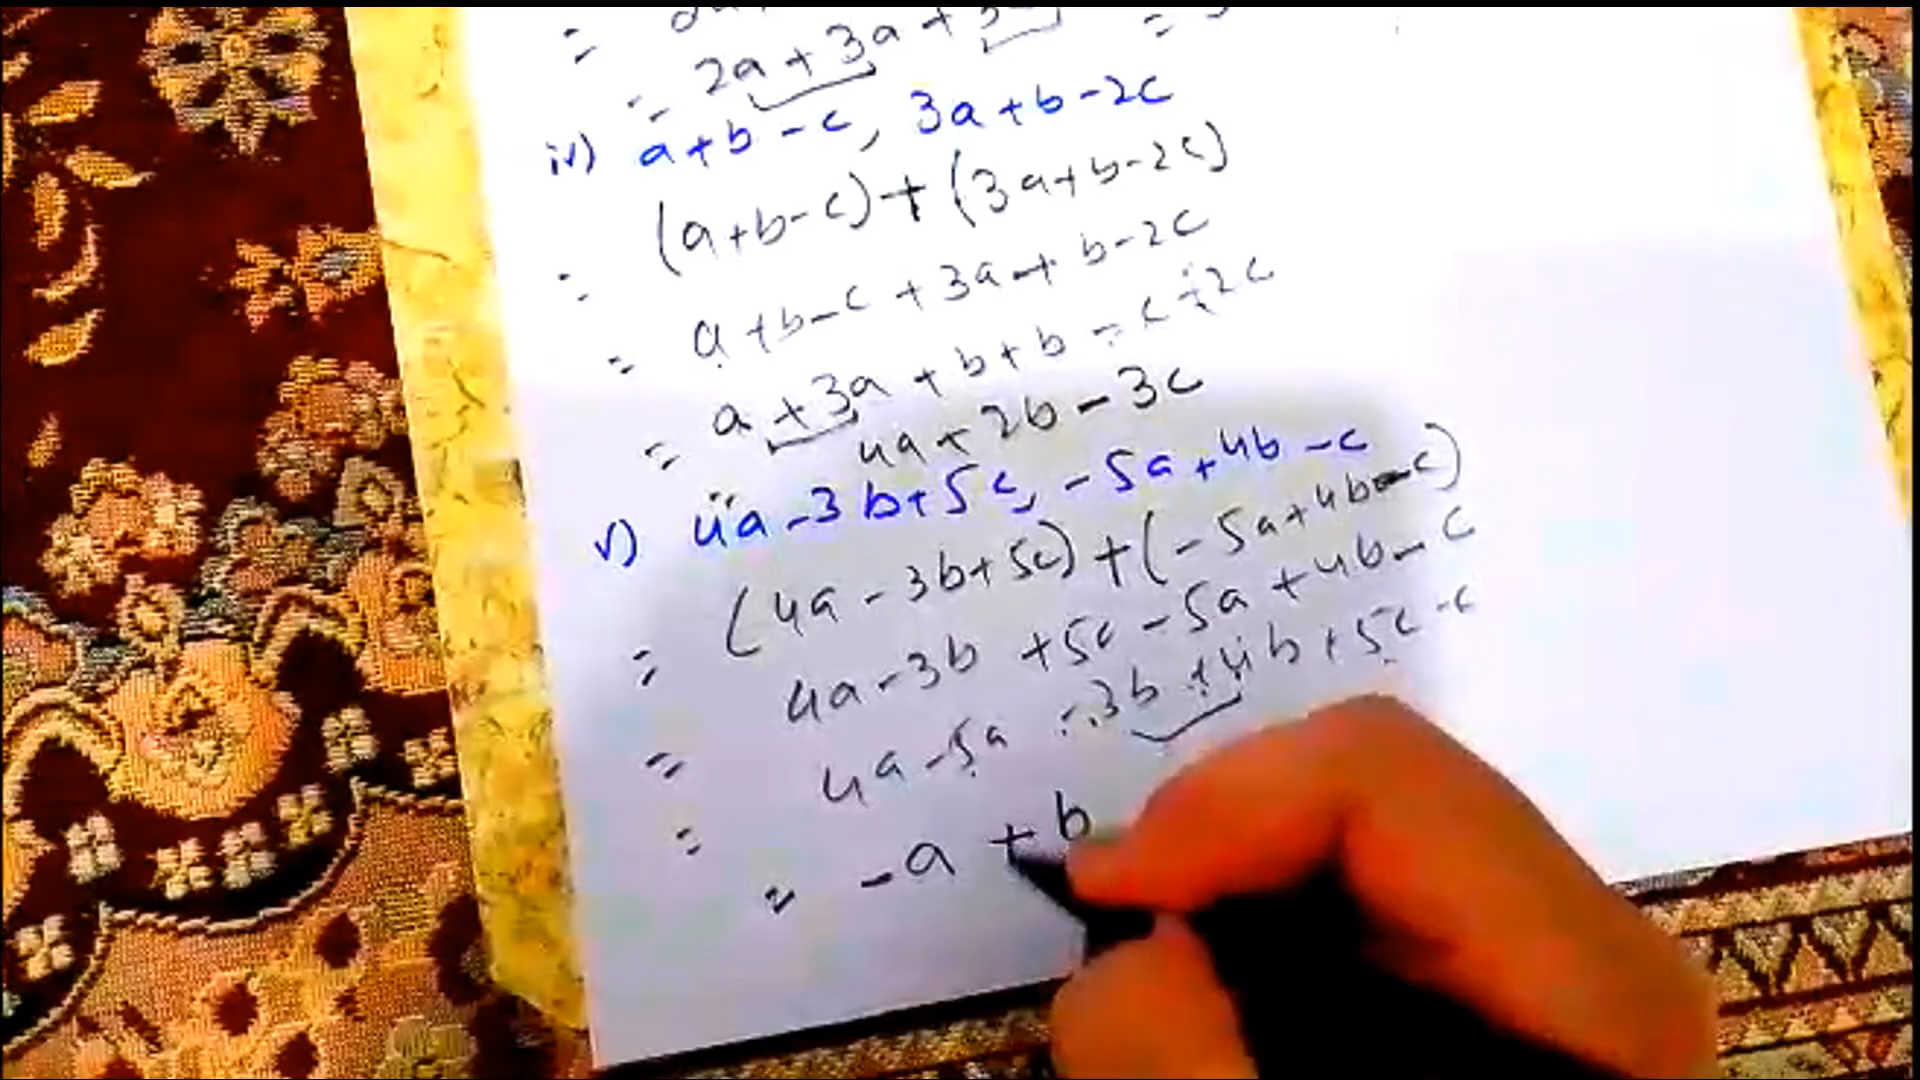 = 2a + 3a +
iv) a + b - c, 3a + b - 2c
(a + b - c) + (3a + b - 2c)
= a + b - c + 3a + b - 2c
= a + 3a + b + b - c - 2c
= 4a + 2b - 3c
v) 4a - 3b + 5c, -5a + 4b - c
(4a - 3b + 5c) + (-5a + 4b - c)
= 4a - 3b + 5c - 5a + 4b - c
= 4a - 5a - 3b + 4b + 5c - c
= -a + b